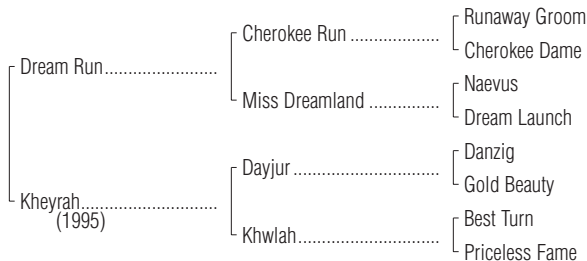 Runaway Groom
Cherokee Run ..................
Cherokee Dame
Dream Run.......................
Naevus
Miss Dreamland ..............
Dream Launch
Danzig
Dayjur .............................
Gold Beauty
Kheyrah............................
(1995)
Best Turn
Khwlah............................
Priceless Fame